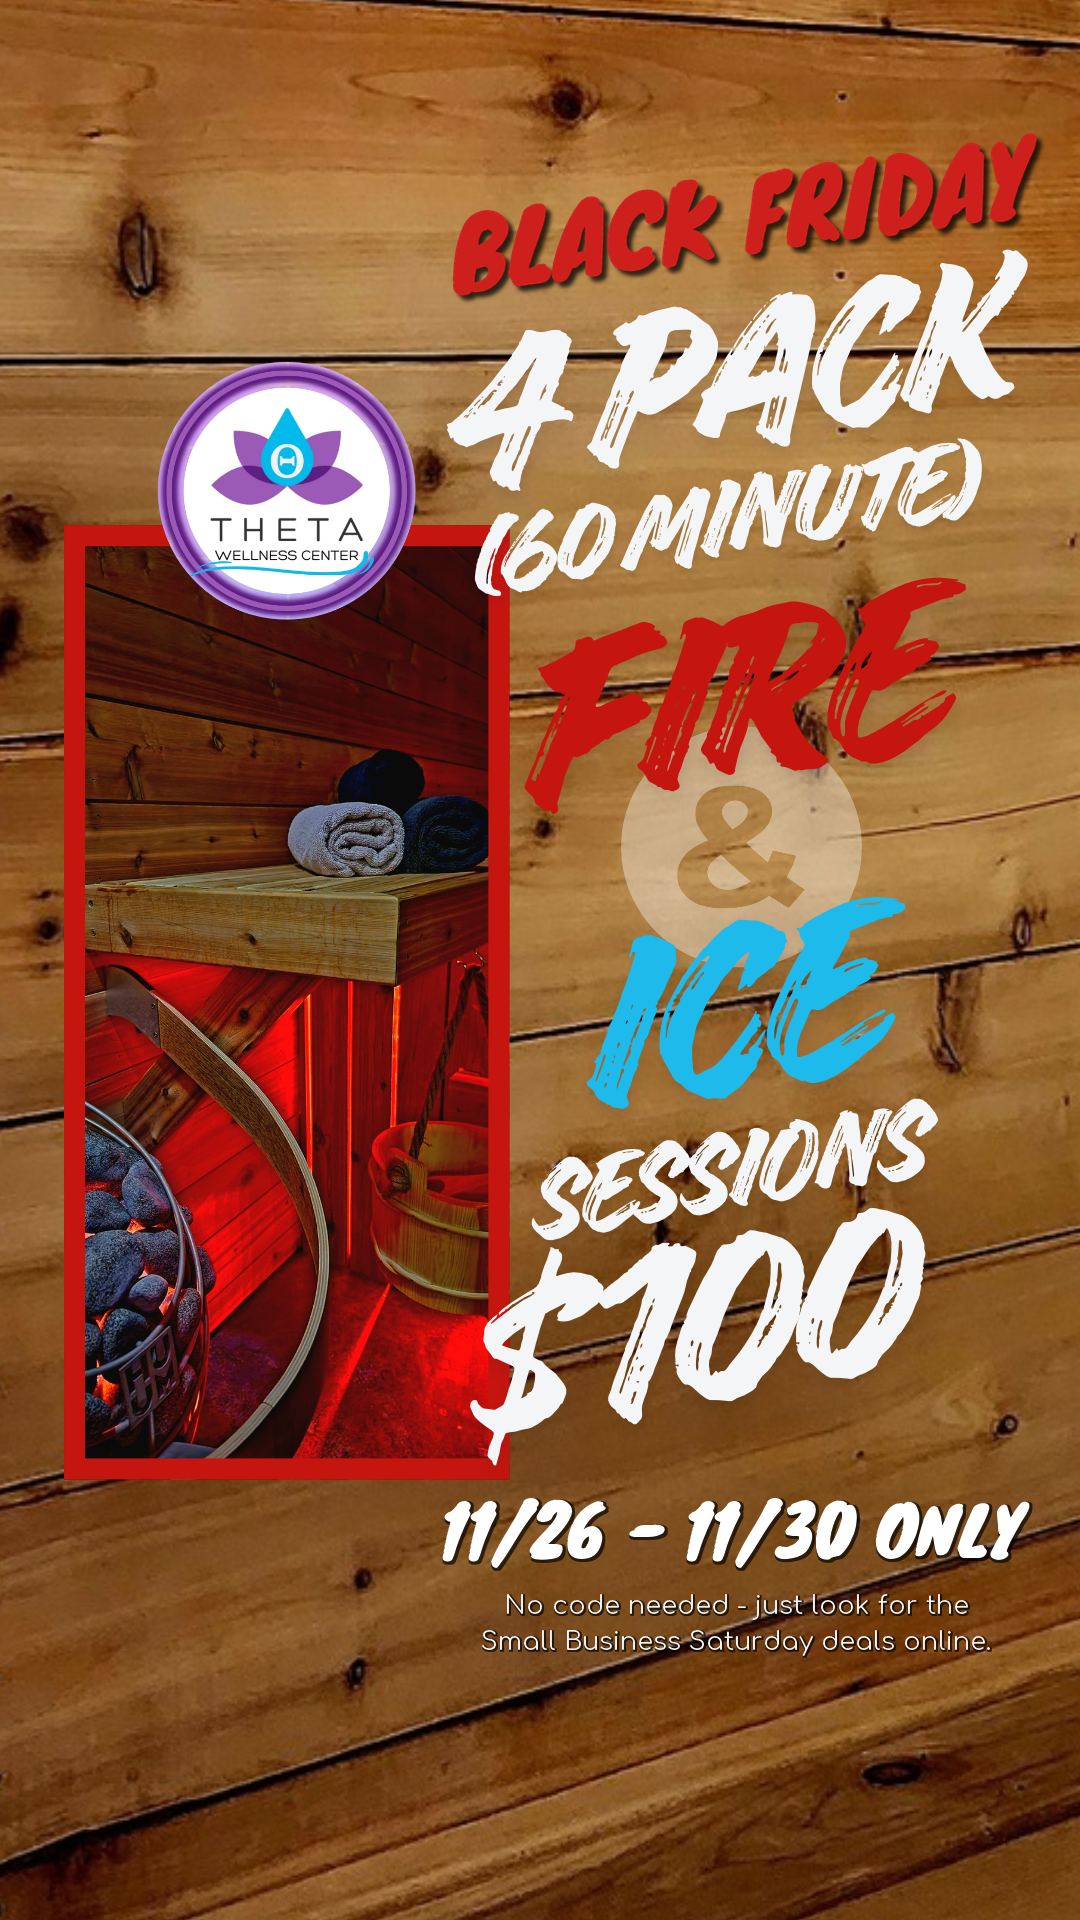 BLACK FRIDAY
4 PACK
(60 MINUTE)
FIRE
&
ICE
SESSIONS
$100
11/26 - 11/30 ONLY
No code needed - just look for the
Small Business Saturday deals online.
Θ
THETA
WELLNESS CENTER